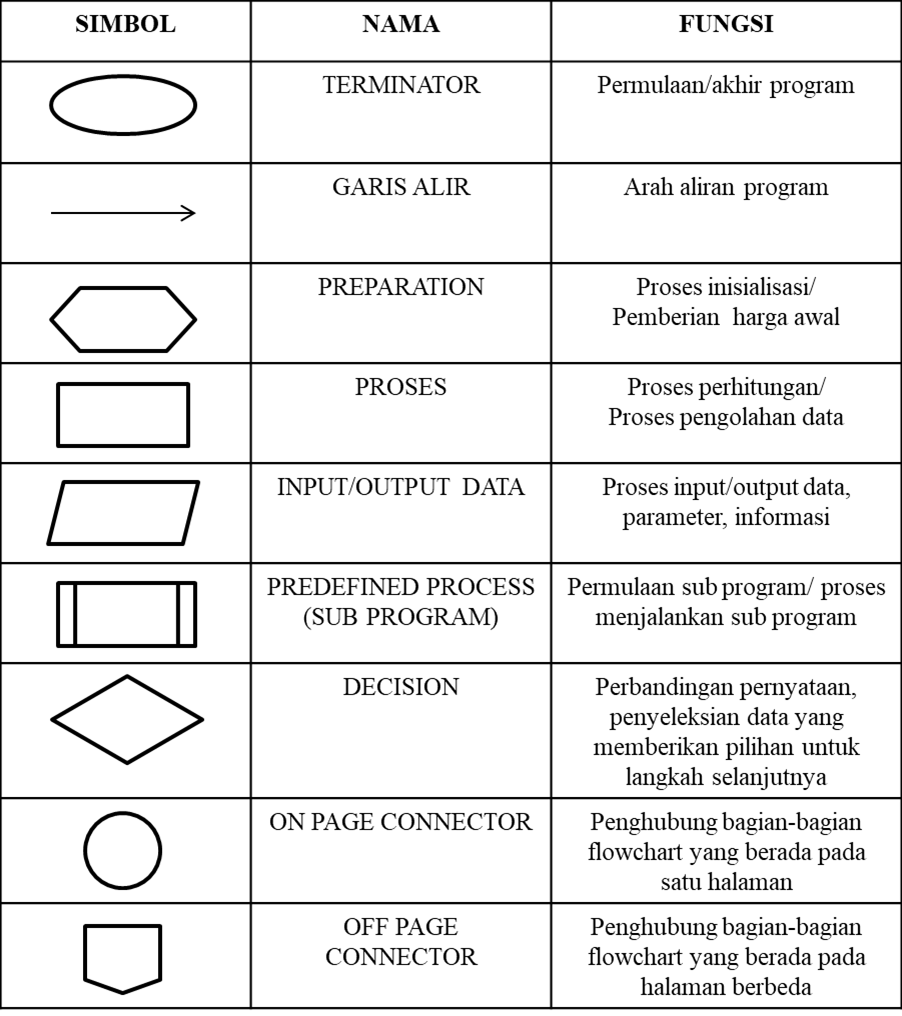 SIMBOL NAMA FUNGSI
TERMINATOR Permulaan/akhir program
GARIS ALIR Arah aliran program
PREPARATION Proses inisialisasi/
Pemberian harga awal
PROSES Proses perhitungan/
Proses pengolahan data
INPUT/OUTPUT DATA Proses input/output data,
parameter, informasi
PREDEFINED PROCESS Permulaan sub program/ proses
(SUB PROGRAM) menjalankan sub program
DECISION Perbandingan pernyataan,
penyeleksian data yang
memberikan pilihan untuk
langkah selanjutnya
ON PAGE CONNECTOR Penghubung bagian-bagian
flowchart yang berada pada
satu halaman
OFF PAGE Penghubung bagian-bagian
CONNECTOR flowchart yang berada pada
halaman berbeda